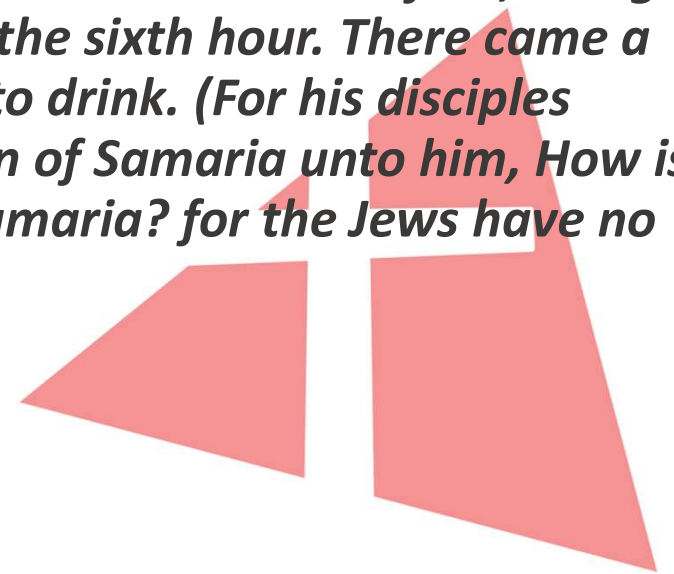 the sixth hour. There came a
to drink. (For his disciples
n of Samaria unto him, How is
maria? for the Jews have no